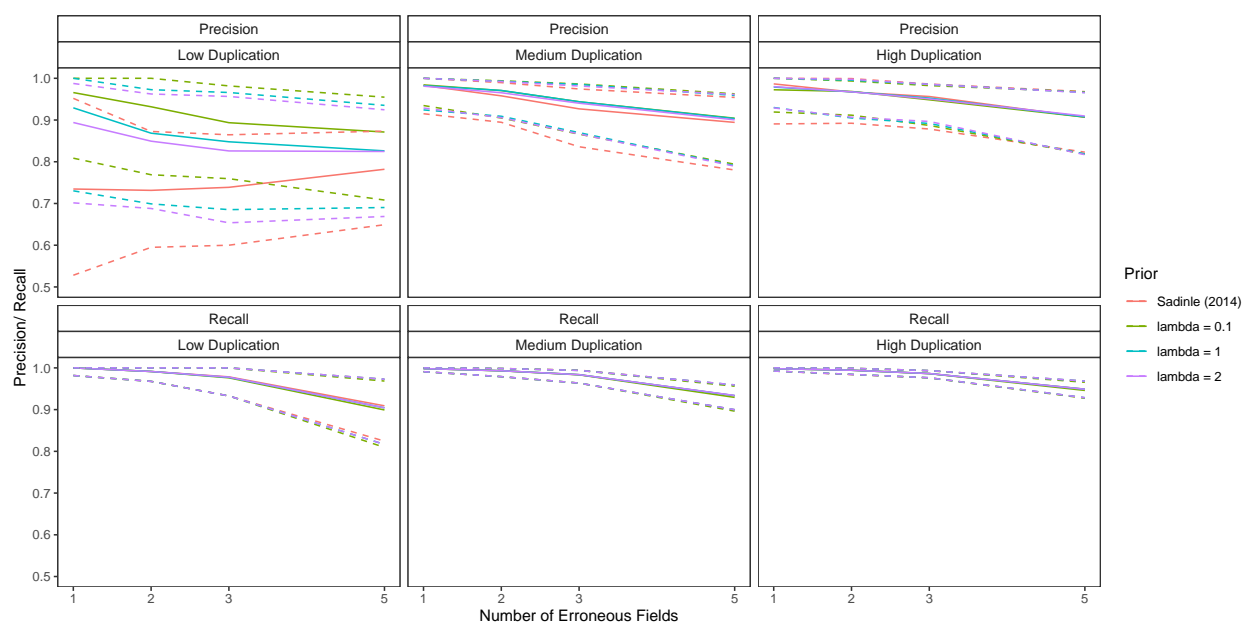 Precision
Precision
Precision
Low Duplication
Medium Duplication
High Duplication
1.0
0.9
0.8
0.7
0.6
0.5
Recall
Recall
Recall
Low Duplication
Medium Duplication
High Duplication
1.0
0.9
0.8
0.7
0.6
0.5
1
2
3
5
1
2
3
5
1
2
3
5
Number of Erroneous Fields
Precision/ Recall
Prior
Sadinle (2014)
lambda = 0.1
lambda = 1
lambda = 2